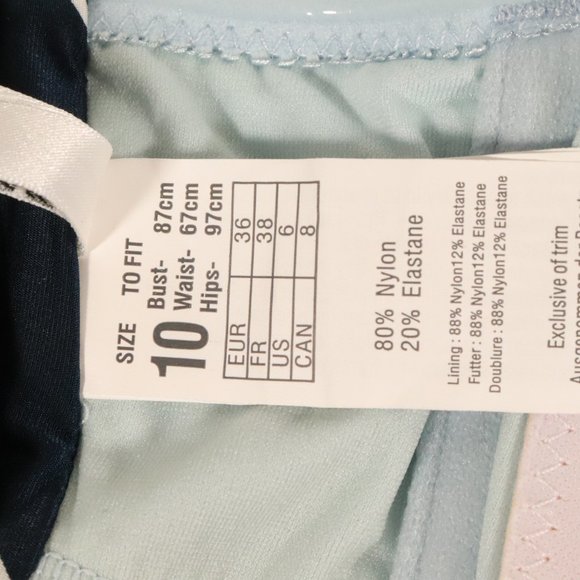 SIZE TO FIT
10
Bust- 87cm
Waist- 67cm
Hips- 97cm
EUR 36
FR 38
US 6
CAN 8
80% Nylon
20% Elastane
Lining : 88% Nylon12% Elastane
Futter : 88% Nylon12% Elastane
Doublure : 88% Nylon12% Elastane
Exclusive of trim